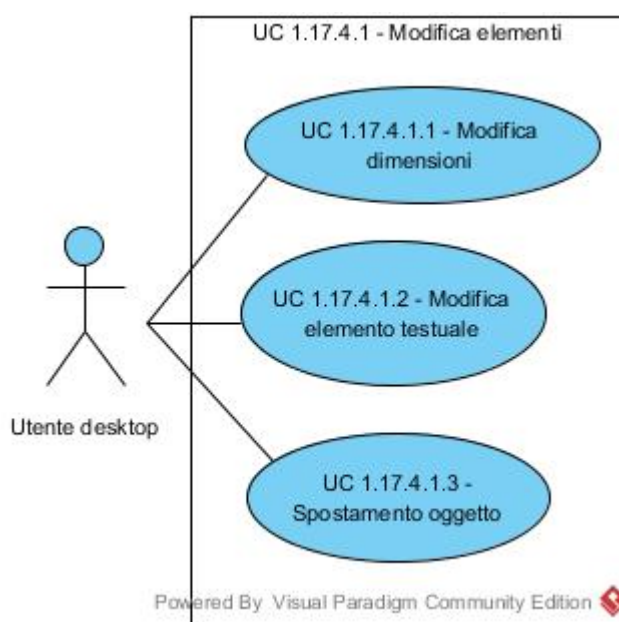 UC 1.17.4.1 - Modifica elementi
UC 1.17.4.1.1 - Modifica
dimensioni
UC 1.17.4.1.2 - Modifica
elemento testuale
Utente desktop
UC 1.17.4.1.3 -
Spostamento oggetto
Powered By Visual Paradigm Community Edition